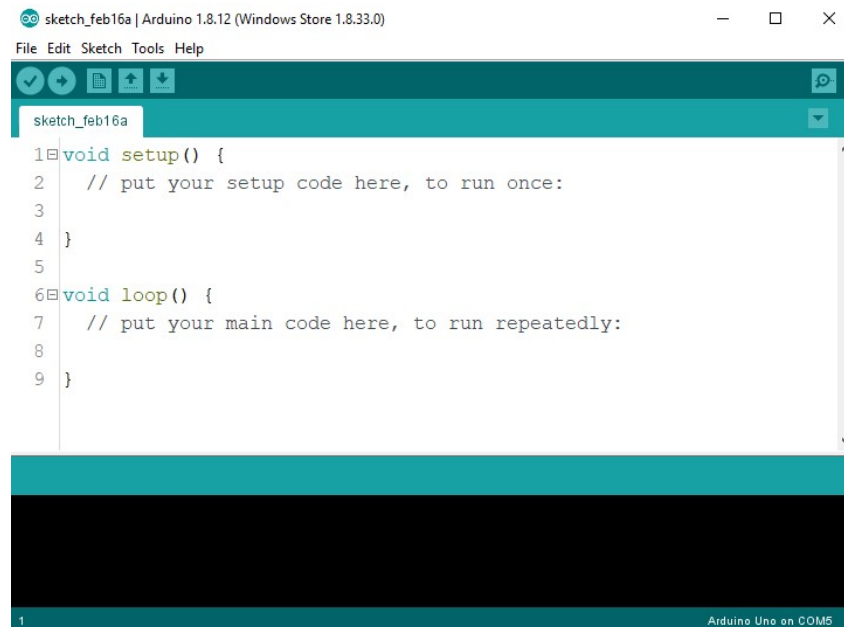 sketch_feb16a | Arduino 1.8.12 (Windows Store 1.8.33.0)
File Edit Sketch Tools Help
sketch_feb16a
1 void setup() {
2 // put your setup code here, to run once:
3
4 }
5
6 void loop() {
7 // put your main code here, to run repeatedly:
8
9 }
1 Arduino Uno on COM5